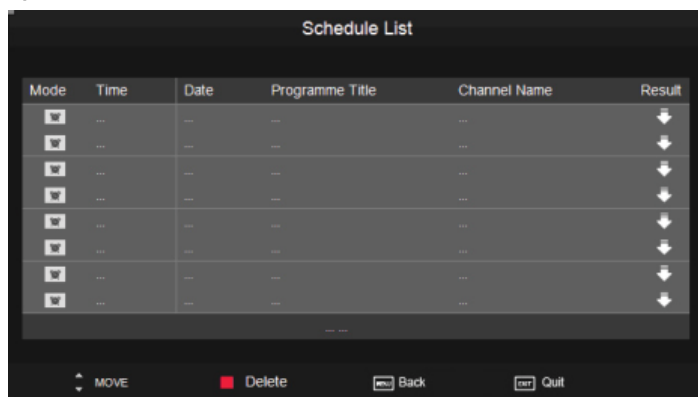 Schedule List
Mode Time Date Programme Title Channel Name Result
... ... ... ...
... ... ... ...
... ... ... ...
... ... ... ...
... ... ... ...
... ... ... ...
... ... ... ...
... ... ... ...
... ...
MOVE Delete MENU Back EXIT Quit